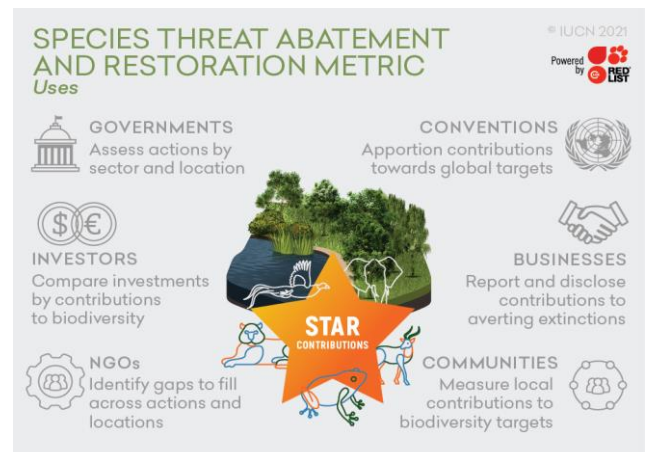 SPECIES THREAT ABATEMENT
AND RESTORATION METRIC
Uses
© IUCN 2021
Powered
by
RED
LIST
GOVERNMENTS
Assess actions by
sector and location
CONVENTIONS
Apportion contributions
towards global targets
$ €
INVESTORS
Compare investments
by contributions
to biodiversity
BUSINESSES
Report and disclose
contributions to
averting extinctions
STAR
CONTRIBUTIONS
NGOs
Identify gaps to fill
across actions and
locations
COMMUNITIES
Measure local
contributions to
biodiversity targets